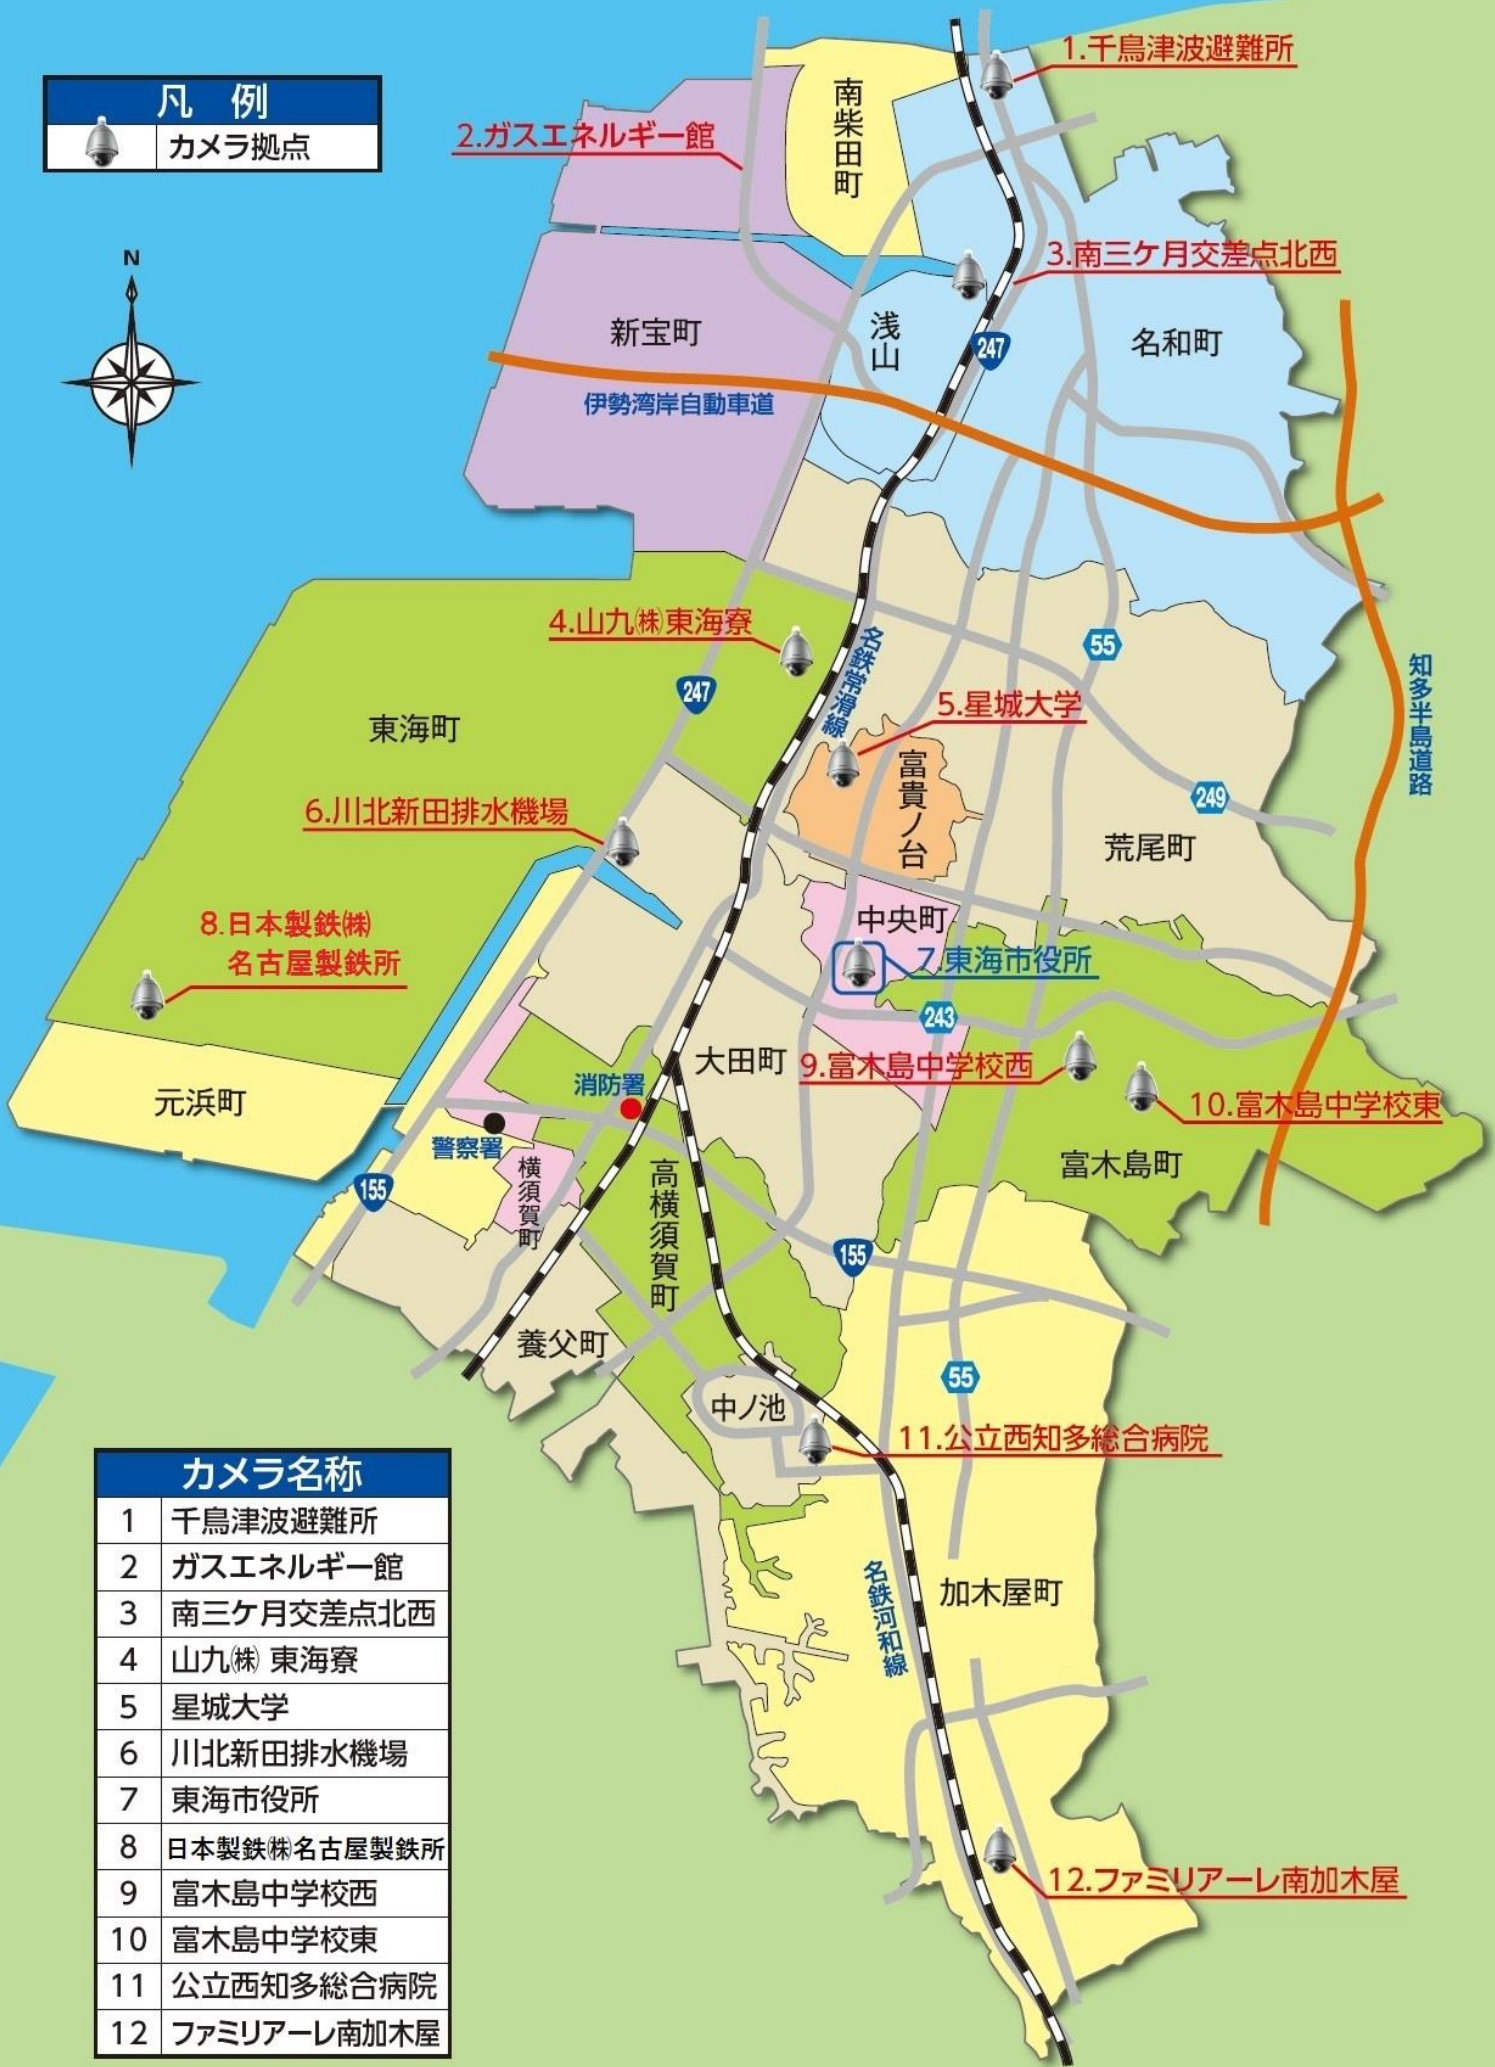 凡 例
カメラ拠点
N
1.千鳥津波避難所
2.ガスエネルギー館
南柴田町
3.南三ケ月交差点北西
新宝町
浅山
247
名和町
伊勢湾岸自動車道
4.山九㈱東海寮
名鉄常滑線
55
知多半島道路
247
5.星城大学
東海町
富貴ノ台
249
6.川北新田排水機場
荒尾町
8.日本製鉄㈱
名古屋製鉄所
中央町
7.東海市役所
243
大田町
9.富木島中学校西
消防署
元浜町
10.富木島中学校東
警察署
横須賀町
高横須賀町
富木島町
155
155
養父町
55
中ノ池
11.公立西知多総合病院
名鉄河和線
加木屋町
12.ファミリアーレ南加木屋
カメラ名称
1 千鳥津波避難所
2 ガスエネルギー館
3 南三ケ月交差点北西
4 山九㈱ 東海寮
5 星城大学
6 川北新田排水機場
7 東海市役所
8 日本製鉄㈱名古屋製鉄所
9 富木島中学校西
10 富木島中学校東
11 公立西知多総合病院
12 ファミリアーレ南加木屋